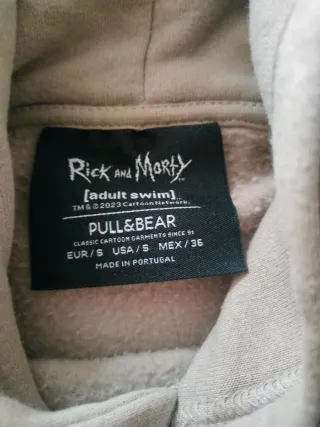 Rick and Morty
[adult swim]
TM & © 2023 Cartoon Network.
PULL&BEAR
CLASSIC CARTOON GARMENTS SINCE 91
EUR/S USA/S MEX/36
MADE IN PORTUGAL